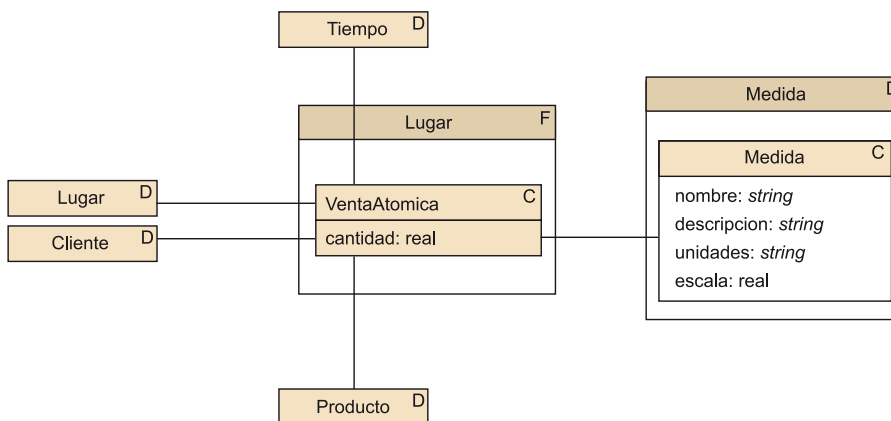 Tiempo D
Medida D
Lugar F
Medida C
Lugar D
VentaAtomica C
nombre: string
descripcion: string
Cliente D
cantidad: real
unidades: string
escala: real
Producto D